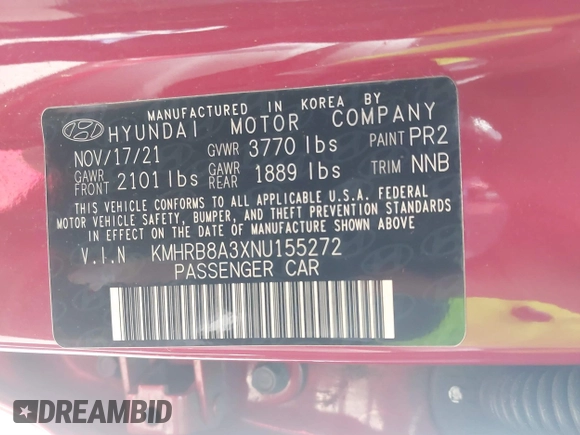 MANUFACTURED IN KOREA BY
HYUNDAI MOTOR COMPANY
NOV/17/21 GVWR 3770 lbs PAINT PR2
GAWR FRONT 2101 lbs GAWR REAR 1889 lbs TRIM NNB
THIS VEHICLE CONFORMS TO ALL APPLICABLE U.S.A. FEDERAL
MOTOR VEHICLE SAFETY, BUMPER, AND THEFT PREVENTION
STANDARDS IN EFFECT ON THE DATE OF MANUFACTURE SHOWN ABOVE.
V.I.N KMHRB8A3XNU155272
PASSENGER CAR
DREAMBID